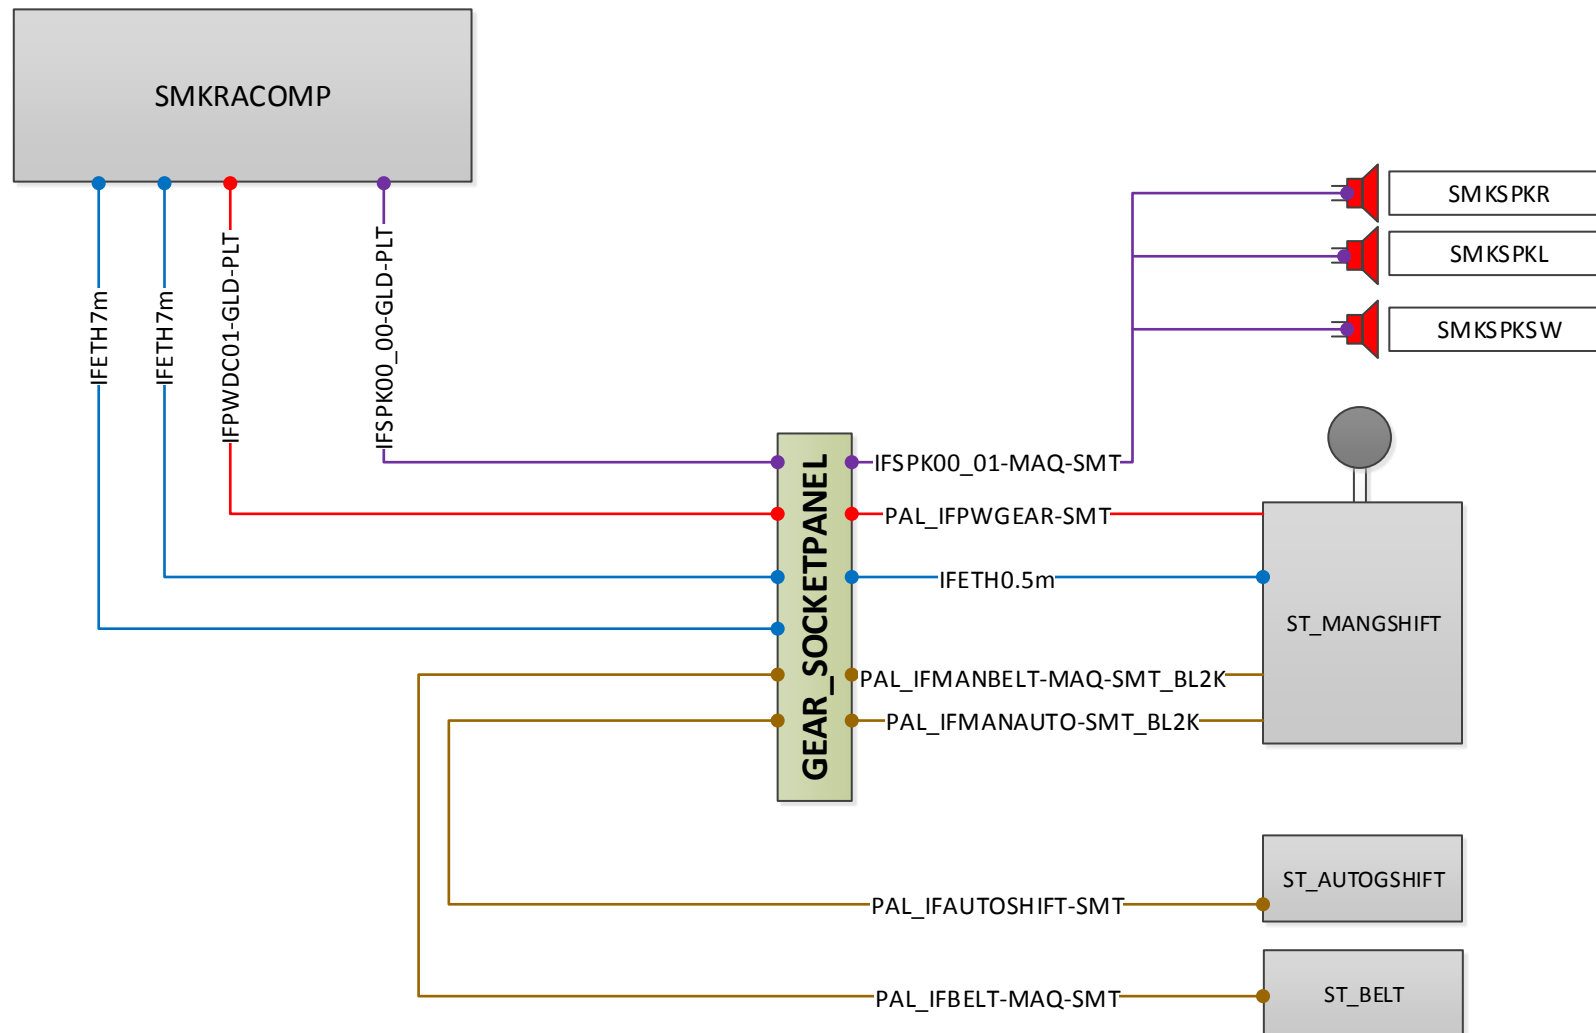 SMKRACOMP
IFETH7m
IFETH7m
IFPWDC01-GLD-PLT
IFSPK00_00-GLD-PLT
SMKSPKR
SMKSPKL
SMKSPKSW
GEAR_SOCKETPANEL
IFSPK00_01-MAQ-SMT
PAL_IFPWGEAR-SMT
IFETH0.5m
ST_MANGSHIFT
PAL_IFMANBELT-MAQ-SMT_BL2K
PAL_IFMANAUTO-SMT_BL2K
ST_AUTOGSHIFT
PAL_IFAUTOSHIFT-SMT
ST_BELT
PAL_IFBELT-MAQ-SMT